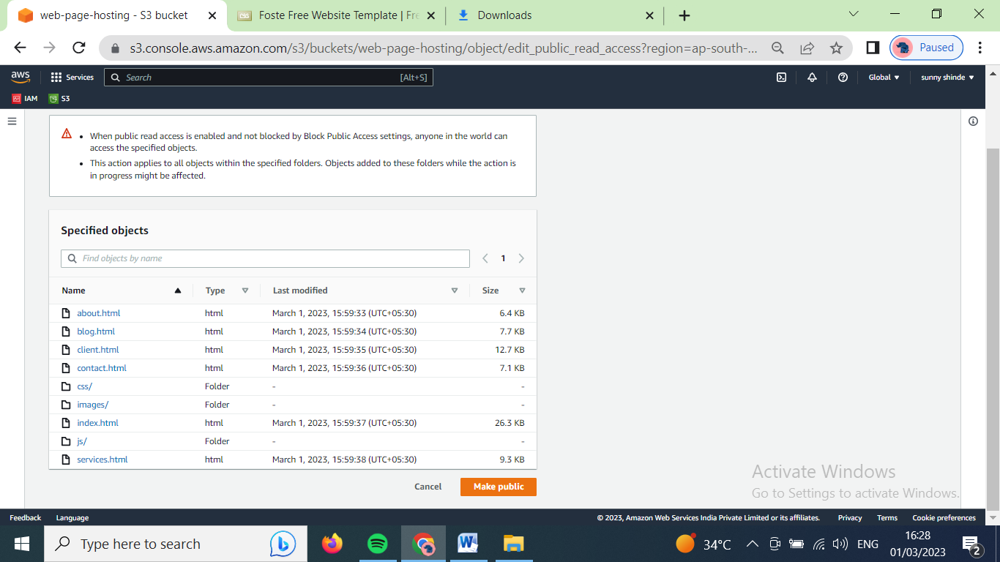 web-page-hosting - S3 bucket
Foste Free Website Template | Fre
Downloads
s3.console.aws.amazon.com/s3/buckets/web-page-hosting/object/edit_public_read_access?region=ap-south-...
Paused
aws
Services
Search
[Alt+S]
Global
sunny shinde
IAM
S3
When public read access is enabled and not blocked by Block Public Access settings, anyone in the world can
access the specified objects.
This action applies to all objects within the specified folders. Objects added to these folders while the action is
in progress might be affected.
Specified objects
Find objects by name
1
Name Type Last modified Size
about.html html March 1, 2023, 15:59:33 (UTC+05:30) 6.4 KB
blog.html html March 1, 2023, 15:59:34 (UTC+05:30) 7.7 KB
client.html html March 1, 2023, 15:59:35 (UTC+05:30) 12.7 KB
contact.html html March 1, 2023, 15:59:36 (UTC+05:30) 7.1 KB
css/ Folder - -
images/ Folder - -
index.html html March 1, 2023, 15:59:37 (UTC+05:30) 26.3 KB
js/ Folder - -
services.html html March 1, 2023, 15:59:38 (UTC+05:30) 9.3 KB
Cancel
Make public
Activate Windows
Go to Settings to activate Windows.
Feedback Language © 2023, Amazon Web Services India Private Limited or its affiliates. Privacy Terms Cookie preferences
Type here to search
34°C
ENG
16:28
01/03/2023
2